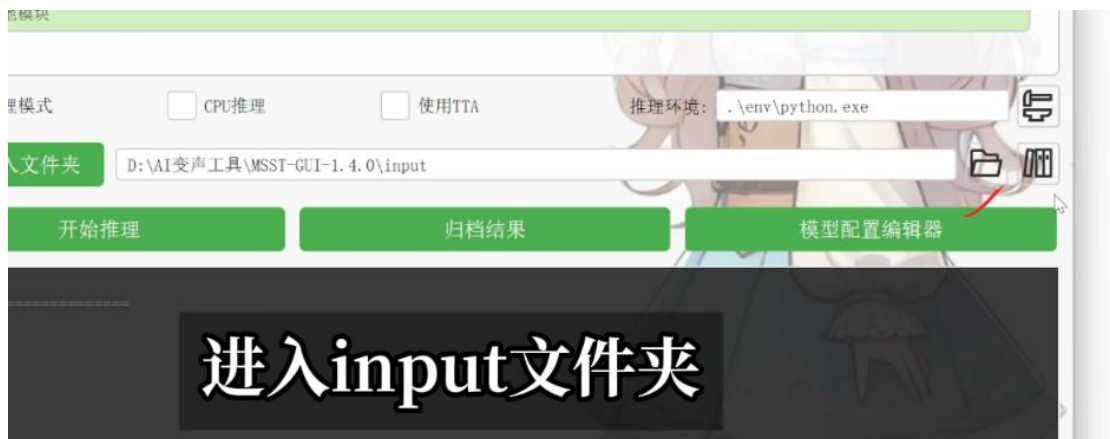 模块
理模式 CPU推理 使用TTA 推理环境: .\env\python.exe
入文件夹 D:\AI变声工具\MSST-GUI-1.4.0\input
开始推理 归档结果 模型配置编辑器
==============
进入input文件夹